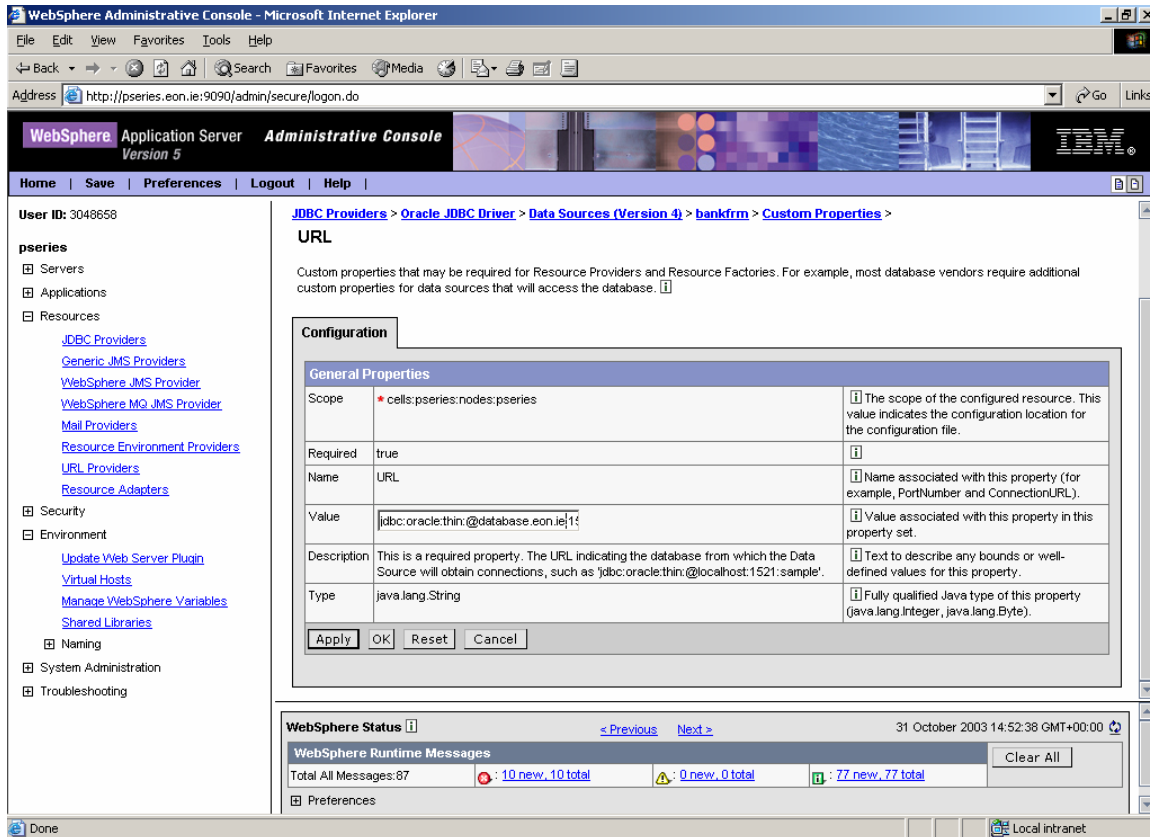 WebSphere Administrative Console - Microsoft Internet Explorer
File Edit View Favorites Tools Help
Back Search Favorites Media
Address http://pseries.eon.ie:9090/admin/secure/logon.do Go Links
WebSphere Application Server Administrative Console
Version 5
IBM
Home | Save | Preferences | Logout | Help |
User ID: 3048658
pseries
Servers
Applications
Resources
JDBC Providers
Generic JMS Providers
WebSphere JMS Provider
WebSphere MQ JMS Provider
Mail Providers
Resource Environment Providers
URL Providers
Resource Adapters
Security
Environment
Update Web Server Plugin
Virtual Hosts
Manage WebSphere Variables
Shared Libraries
Naming
System Administration
Troubleshooting
JDBC Providers > Oracle JDBC Driver > Data Sources (Version 4) > bankfrm > Custom Properties >
URL
Custom properties that may be required for Resource Providers and Resource Factories. For example, most database vendors require additional
custom properties for data sources that will access the database. i
Configuration
General Properties
Scope * cells:pseries:nodes:pseries i The scope of the configured resource. This
value indicates the configuration location for
the configuration file.
Required true i
Name URL i Name associated with this property (for
example, PortNumber and ConnectionURL).
Value jdbc:oracle:thin:@database.eon.ie:15 i Value associated with this property in this
property set.
Description This is a required property. The URL indicating the database from which the Data i Text to describe any bounds or well-
Source will obtain connections, such as 'jdbc:oracle:thin:@localhost:1521:sample'. defined values for this property.
Type java.lang.String i Fully qualified Java type of this property
(java.lang.Integer, java.lang.Byte).
Apply OK Reset Cancel
WebSphere Status i < Previous Next > 31 October 2003 14:52:38 GMT+00:00
WebSphere Runtime Messages Clear All
Total All Messages:87 : 10 new, 10 total : 0 new, 0 total : 77 new, 77 total
Preferences
Done Local intranet